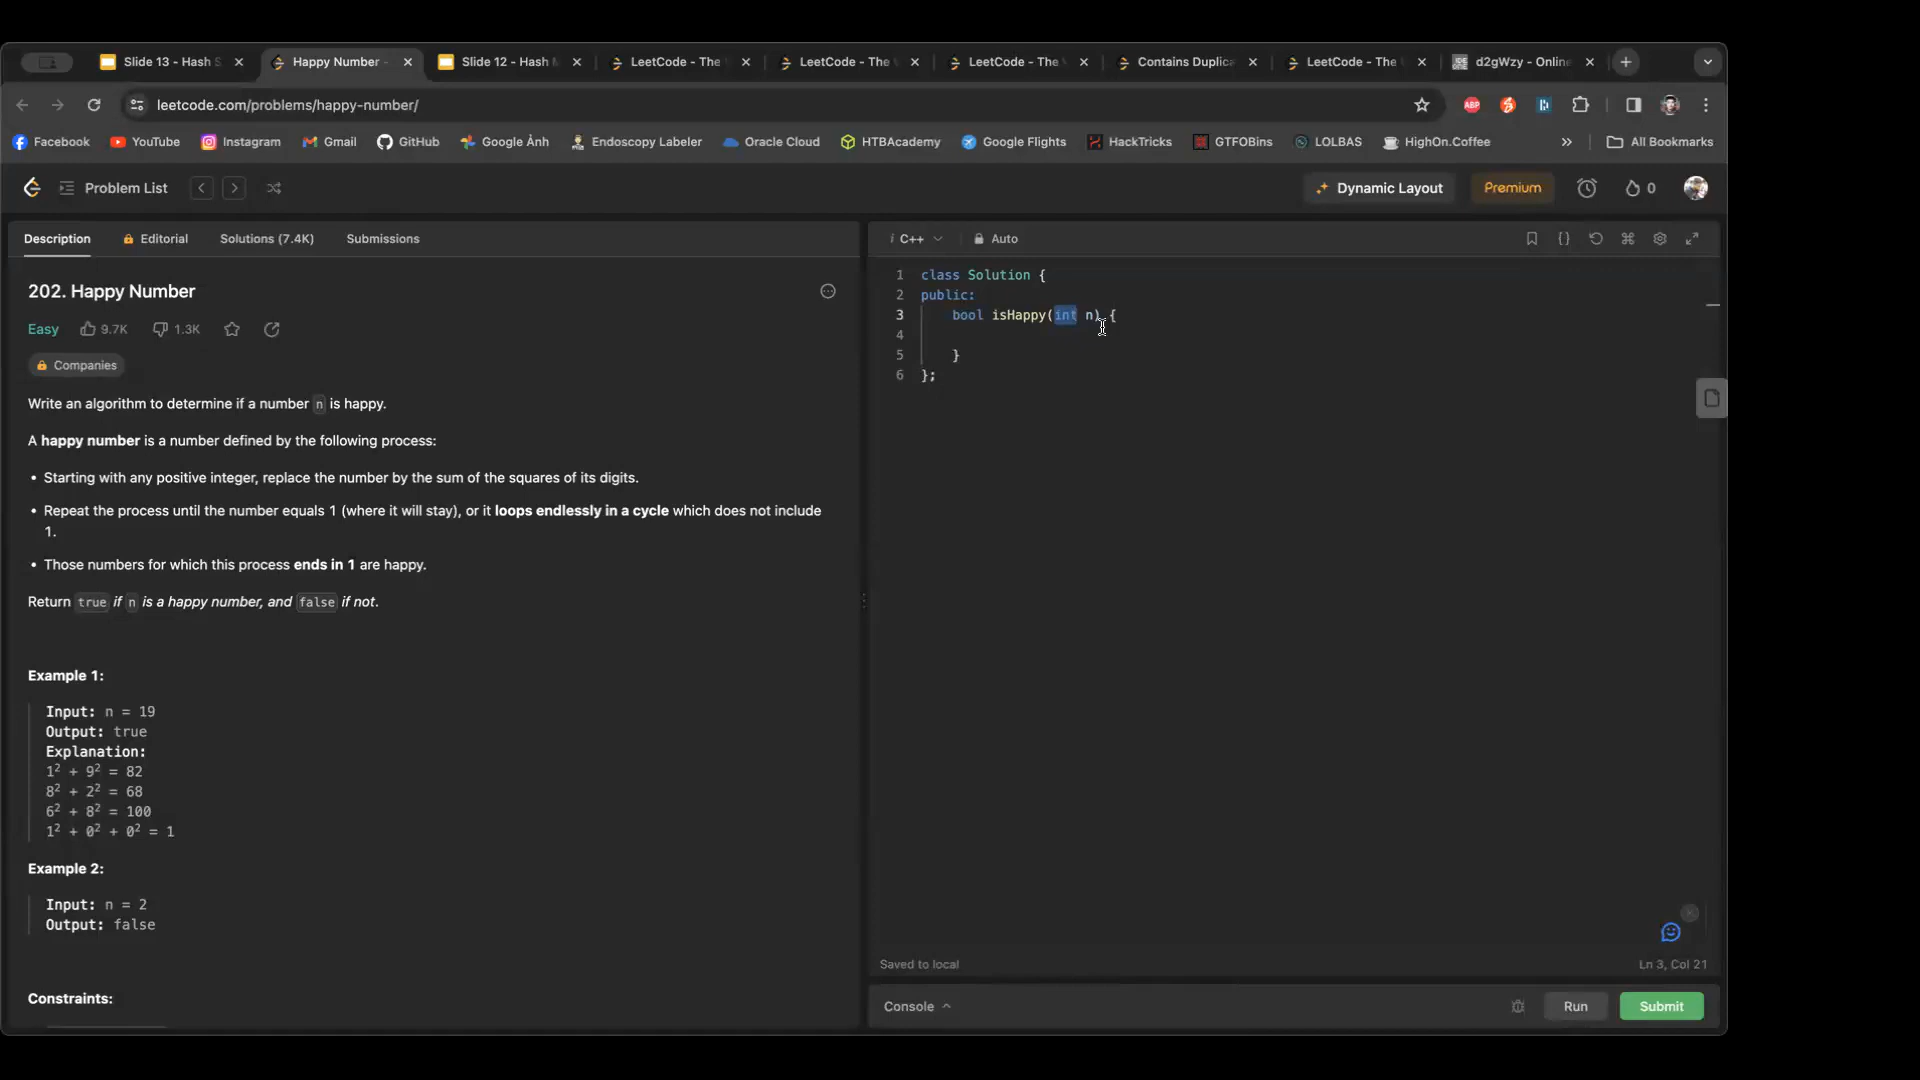 Slide 13 - Hash S
Happy Number -
Slide 12 - Hash M
LeetCode - The
LeetCode - The
LeetCode - The
Contains Duplica
LeetCode - The
d2gWzy - Online
leetcode.com/problems/happy-number/
ABP
Facebook
YouTube
Instagram
Gmail
GitHub
Google Ảnh
Endoscopy Labeler
Oracle Cloud
HTBAcademy
Google Flights
HackTricks
GTFOBins
LOLBAS
HighOn.Coffee
All Bookmarks
Problem List
Dynamic Layout
Premium
0
Description
Editorial
Solutions (7.4K)
Submissions
202. Happy Number
Easy 9.7K 1.3K
Companies
Write an algorithm to determine if a number n is happy.
A happy number is a number defined by the following process:
• Starting with any positive integer, replace the number by the sum of the squares of its digits.
• Repeat the process until the number equals 1 (where it will stay), or it loops endlessly in a cycle which does not include
1.
• Those numbers for which this process ends in 1 are happy.
Return true if n is a happy number, and false if not.
Example 1:
Input: n = 19
Output: true
Explanation:
1² + 9² = 82
8² + 2² = 68
6² + 8² = 100
1² + 0² + 0² = 1
Example 2:
Input: n = 2
Output: false
Constraints:
i C++ Auto
1 class Solution {
2 public:
3 bool isHappy(int n) {
4
5 }
6 };
Saved to local
Ln 3, Col 21
Console
Run
Submit